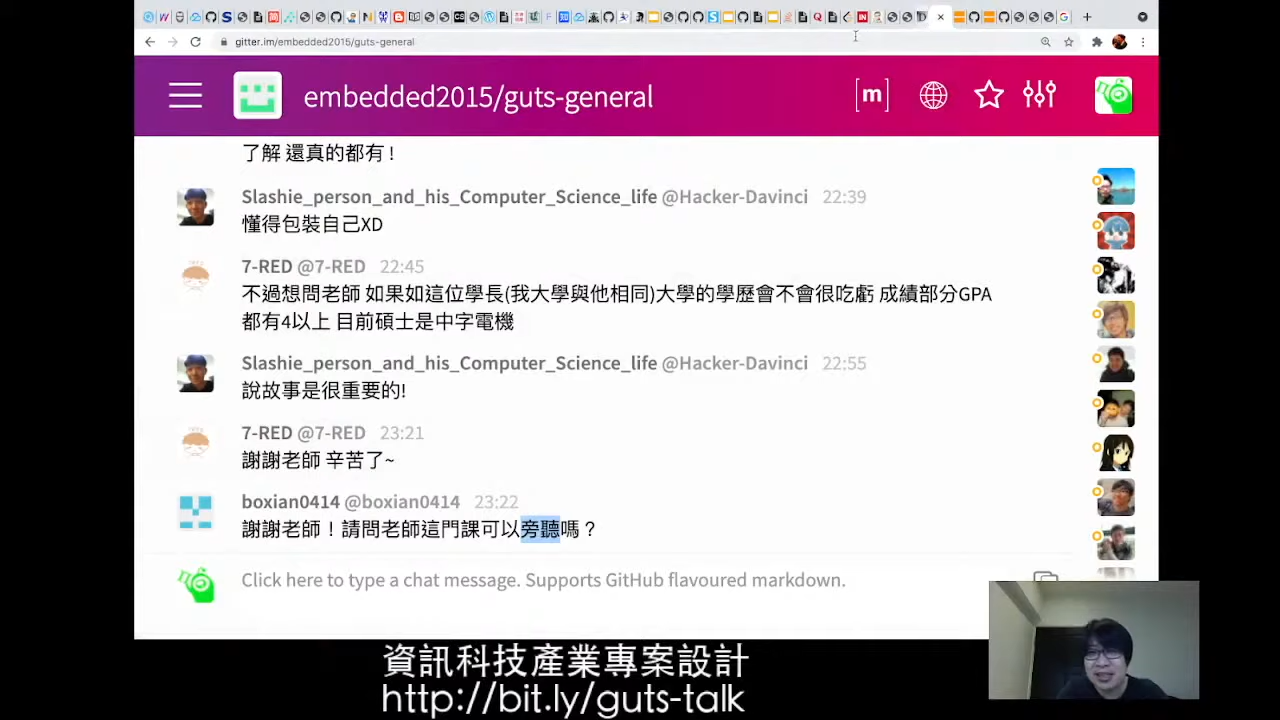 gitter.im/embedded2015/guts-general
[m]
embedded2015/guts-general
了解 還真的都有 !
Slashie_person_and_his_Computer_Science_life @Hacker-Davinci 22:39
懂得包裝自己XD
7-RED @7-RED 22:45
不過想問老師 如果如這位學長(我大學與他相同)大學的學歷會不會很吃虧 成績部分GPA
都有4以上 目前碩士是中字電機
Slashie_person_and_his_Computer_Science_life @Hacker-Davinci 22:55
說故事是很重要的!
7-RED @7-RED 23:21
謝謝老師 辛苦了~
boxian0414 @boxian0414 23:22
謝謝老師！請問老師這門課可以旁聽嗎？
Click here to type a chat message. Supports GitHub flavoured markdown.
資訊科技產業專案設計
http://bit.ly/guts-talk